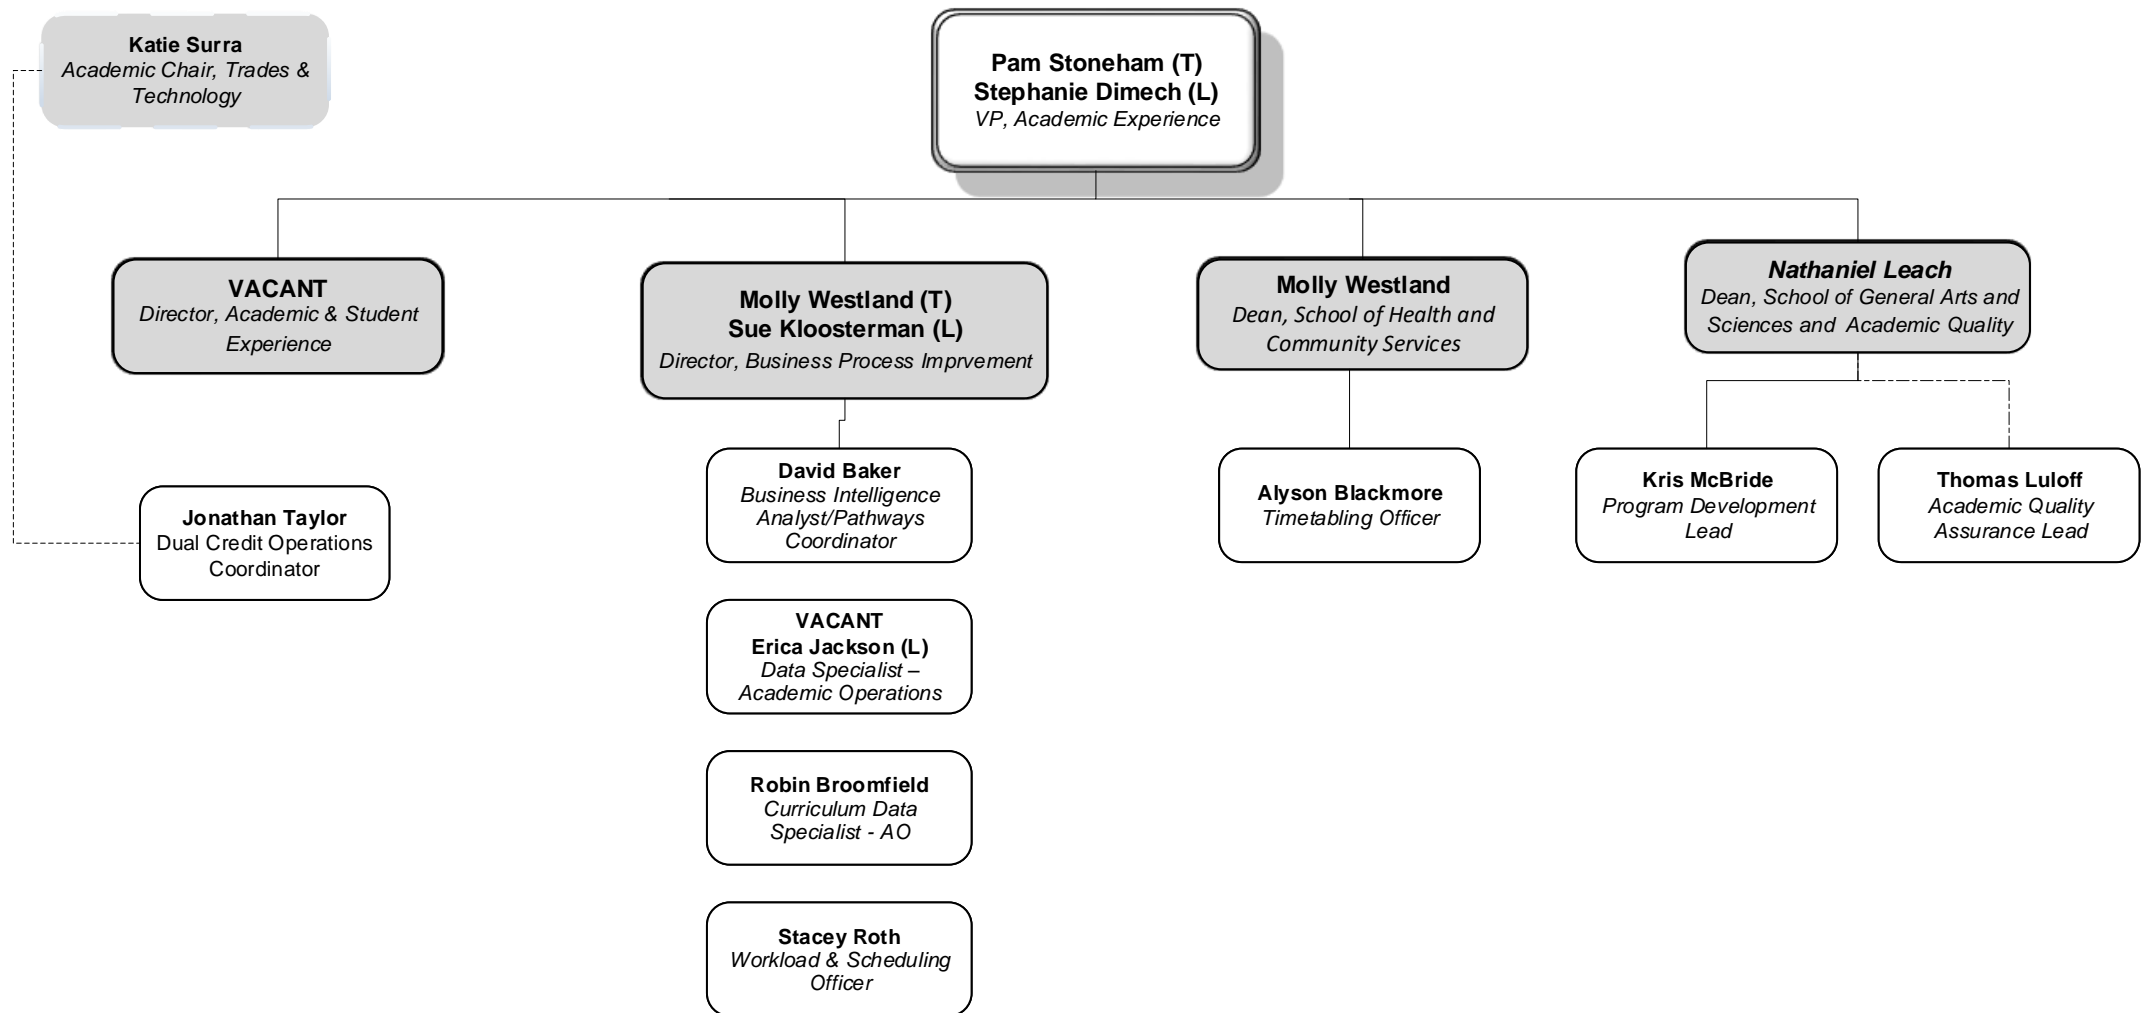 Katie Surra
Academic Chair, Trades &
Technology
Pam Stoneham (T)
Stephanie Dimech (L)
VP, Academic Experience
VACANT
Director, Academic & Student
Experience
Molly Westland (T)
Sue Kloosterman (L)
Director, Business Process Imprvement
Molly Westland
Dean, School of Health and
Community Services
Nathaniel Leach
Dean, School of General Arts and
Sciences and Academic Quality
Jonathan Taylor
Dual Credit Operations
Coordinator
David Baker
Business Intelligence
Analyst/Pathways
Coordinator
Alyson Blackmore
Timetabling Officer
Kris McBride
Program Development
Lead
Thomas Luloff
Academic Quality
Assurance Lead
VACANT
Erica Jackson (L)
Data Specialist –
Academic Operations
Robin Broomfield
Curriculum Data
Specialist - AO
Stacey Roth
Workload & Scheduling
Officer